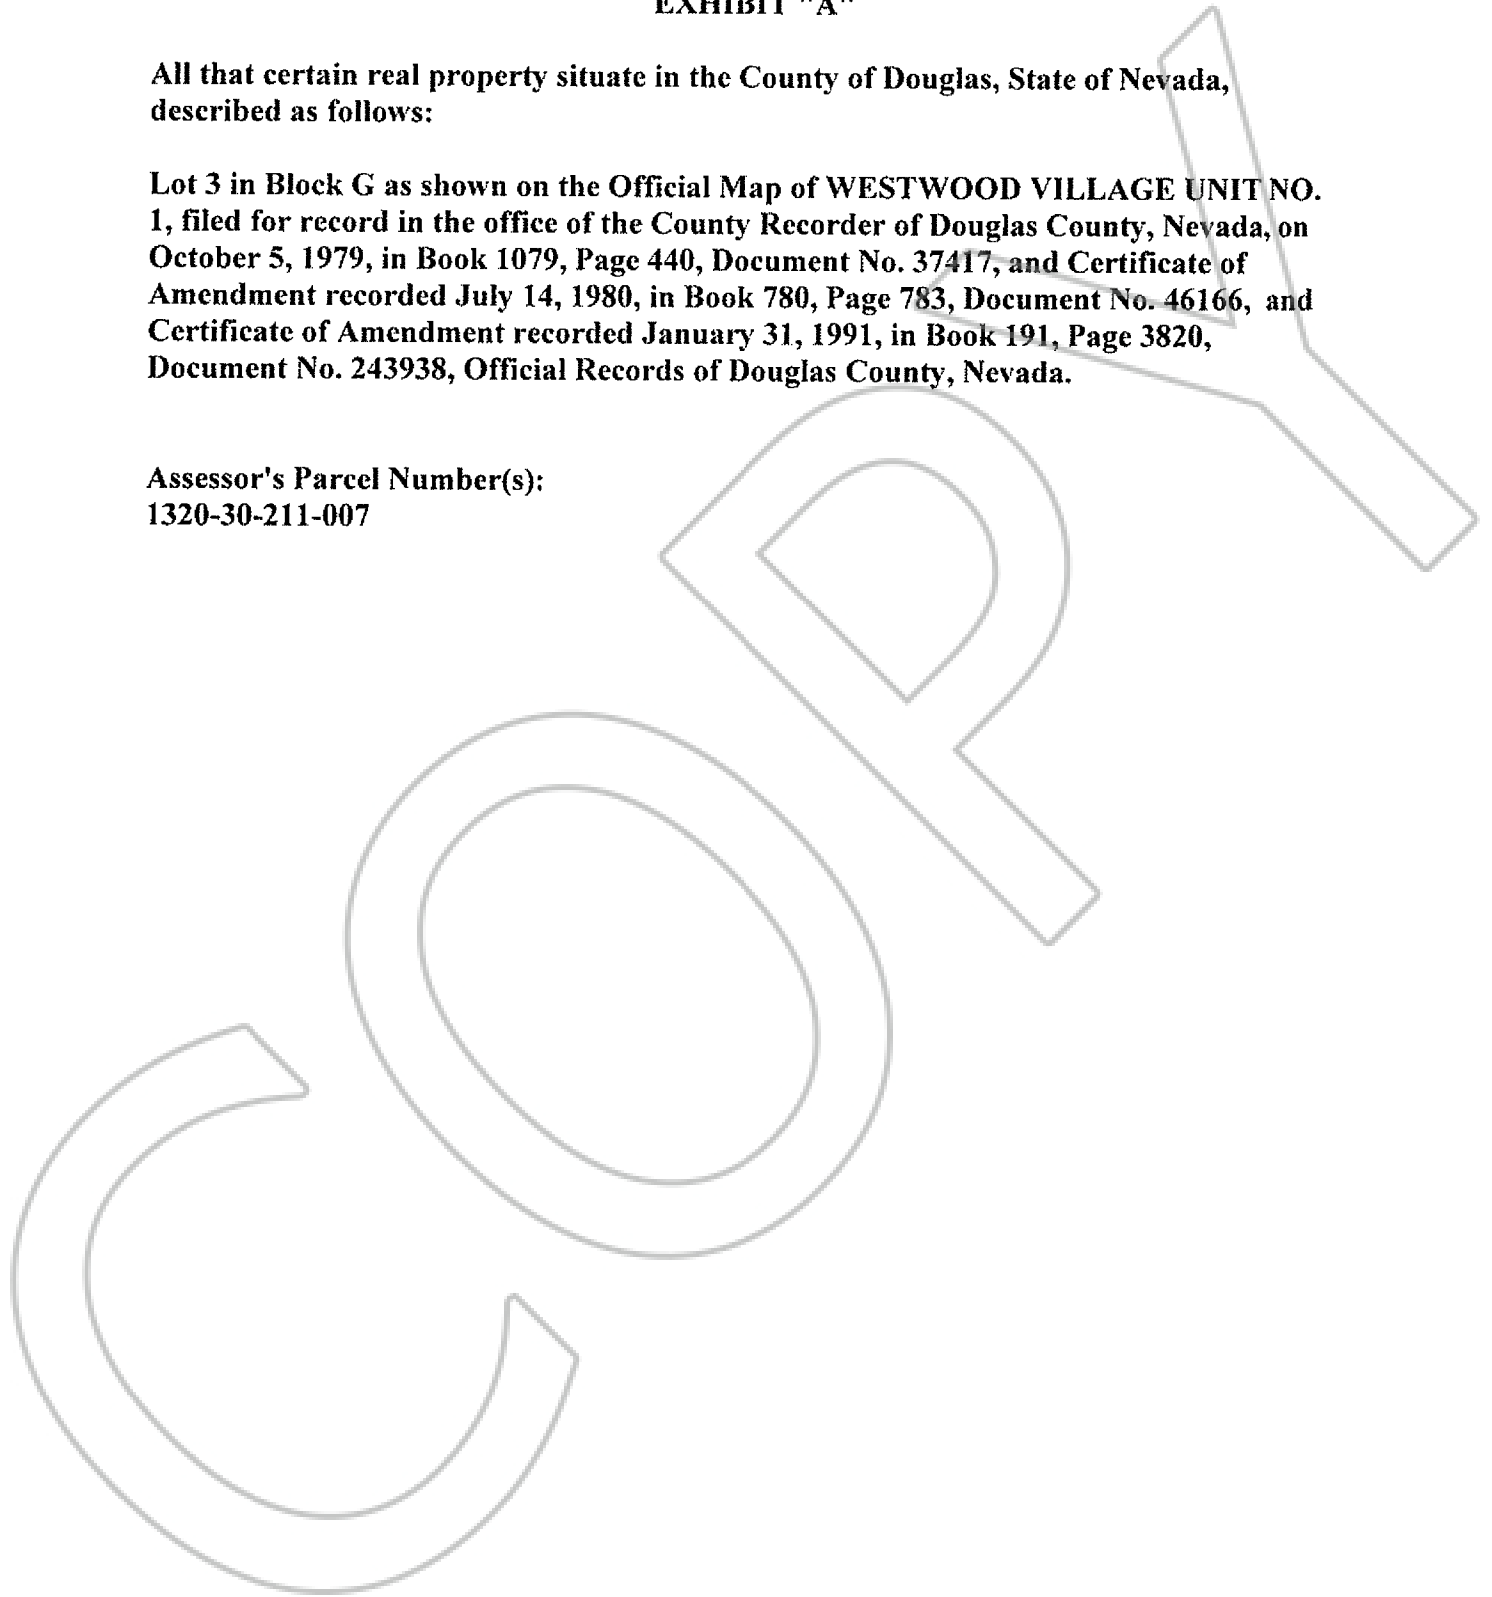 EXHIBIT "A"
All that certain real property situate in the County of Douglas, State of Nevada,
described as follows:
Lot 3 in Block G as shown on the Official Map of WESTWOOD VILLAGE UNIT NO.
1, filed for record in the office of the County Recorder of Douglas County, Nevada, on
October 5, 1979, in Book 1079, Page 440, Document No. 37417, and Certificate of
Amendment recorded July 14, 1980, in Book 780, Page 783, Document No. 46166, and
Certificate of Amendment recorded January 31, 1991, in Book 191, Page 3820,
Document No. 243938, Official Records of Douglas County, Nevada.
Assessor's Parcel Number(s):
1320-30-211-007
COPY